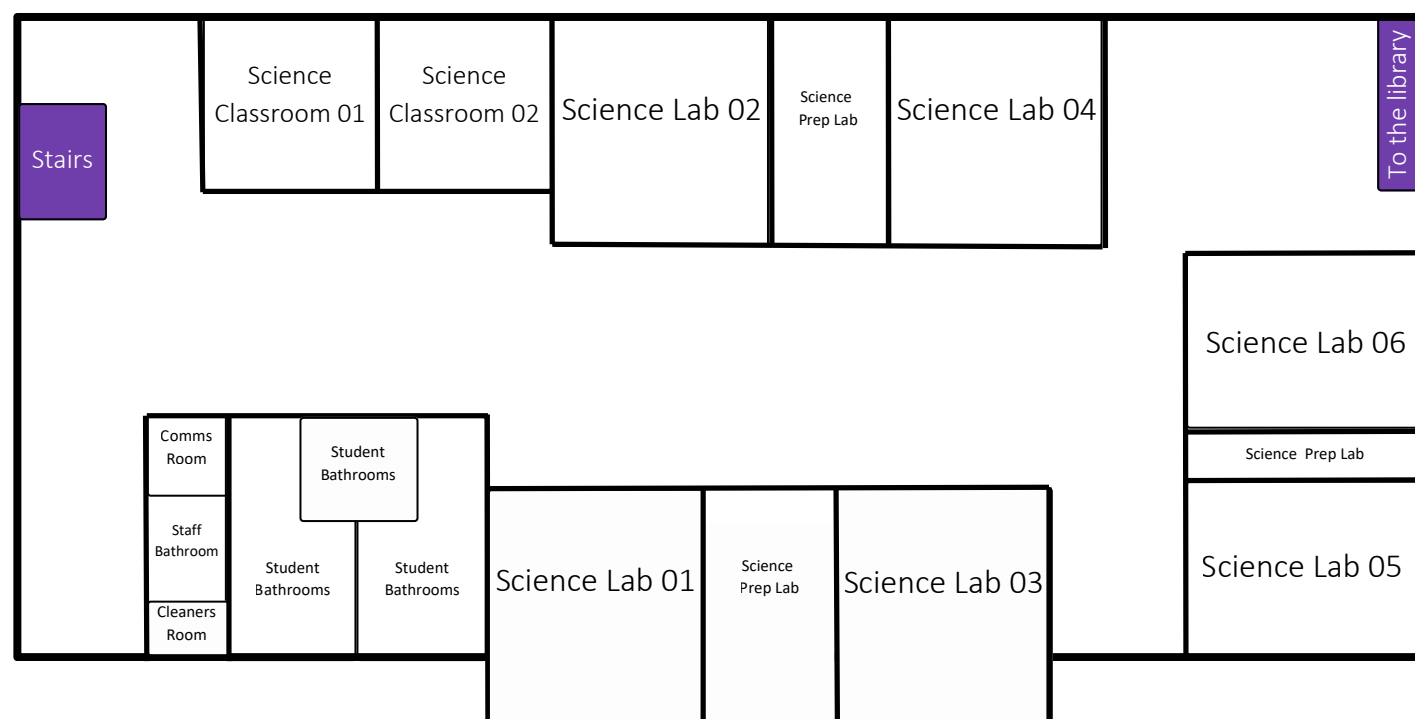 Stairs
Science
Classroom 01
Science
Classroom 02
Science Lab 02
Science
Prep Lab
Science Lab 04
To the library
Science Lab 06
Science Prep Lab
Science Lab 05
Comms
Room
Staff
Bathroom
Cleaners
Room
Student
Bathrooms
Student
Bathrooms
Student
Bathrooms
Science Lab 01
Science
Prep Lab
Science Lab 03